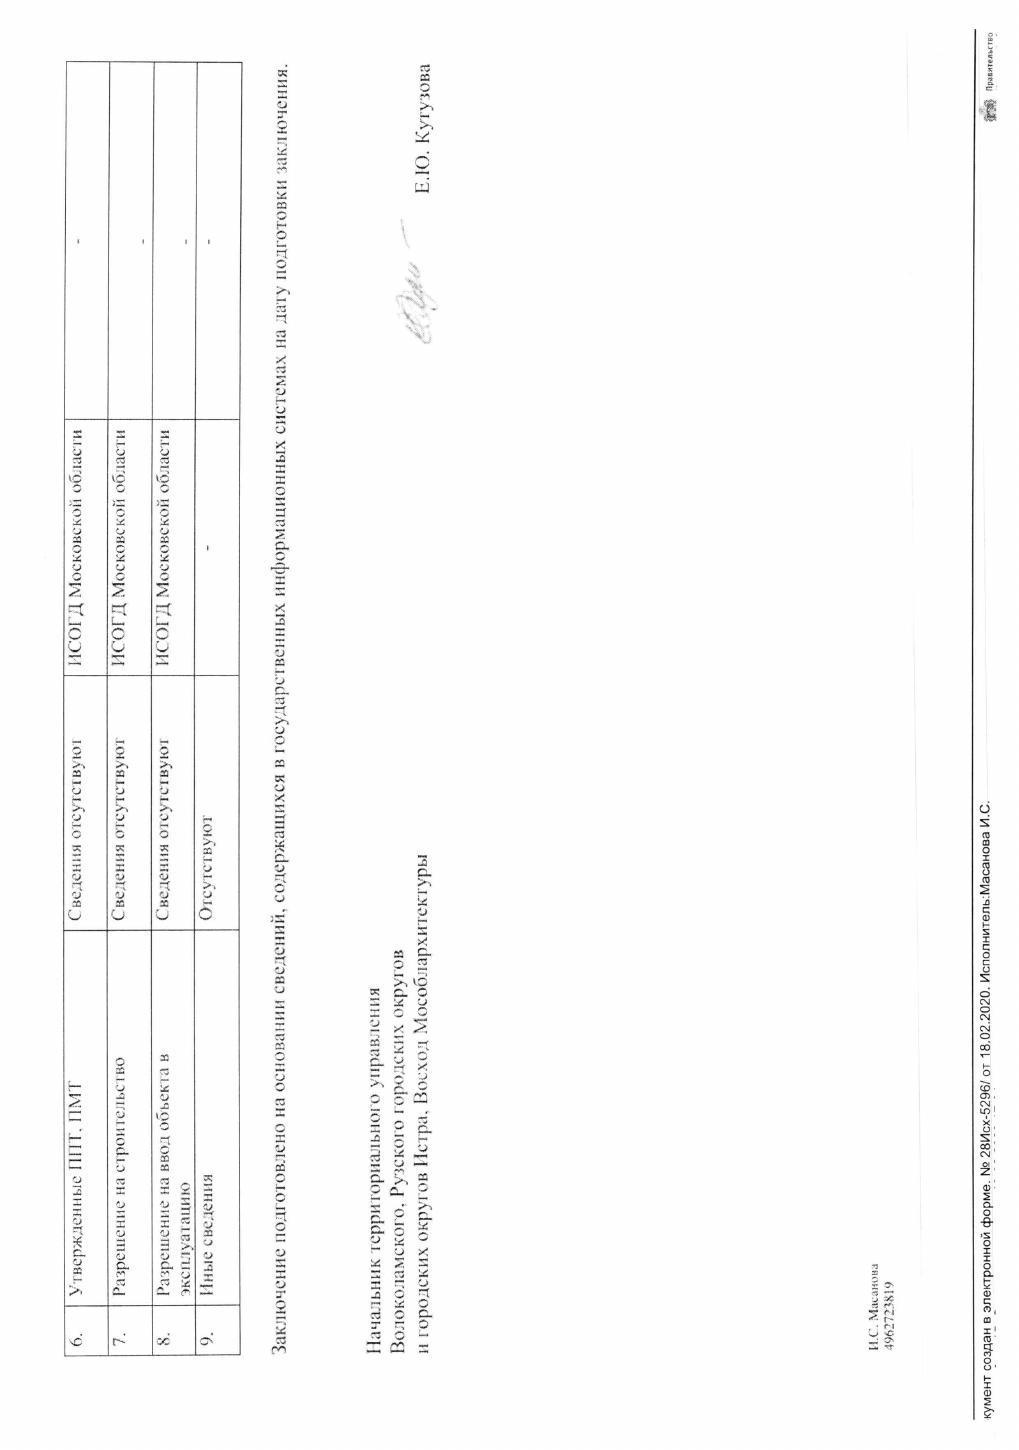 6. Утвержденные ППТ, ПМТ Сведения отсутствуют ИСОГД Московской области -
7. Разрешение на строительство Сведения отсутствуют ИСОГД Московской области -
8. Разрешение на ввод объекта в Сведения отсутствуют ИСОГД Московской области -
эксплуатацию
9. Иные сведения Отсутствуют - -
Заключение подготовлено на основании сведений, содержащихся в государственных информационных системах на дату подготовки заключения.
Начальник территориального управления
Волоколамского, Рузского городских округов
и городских округов Истра, Восход Мособлархитектуры Е.Ю. Кутузова
И.С. Масанова
4962723819
кумент создан в электронной форме. № 28Исх-5296/ от 18.02.2020. Исполнитель:Масанова И.С.
Правительство